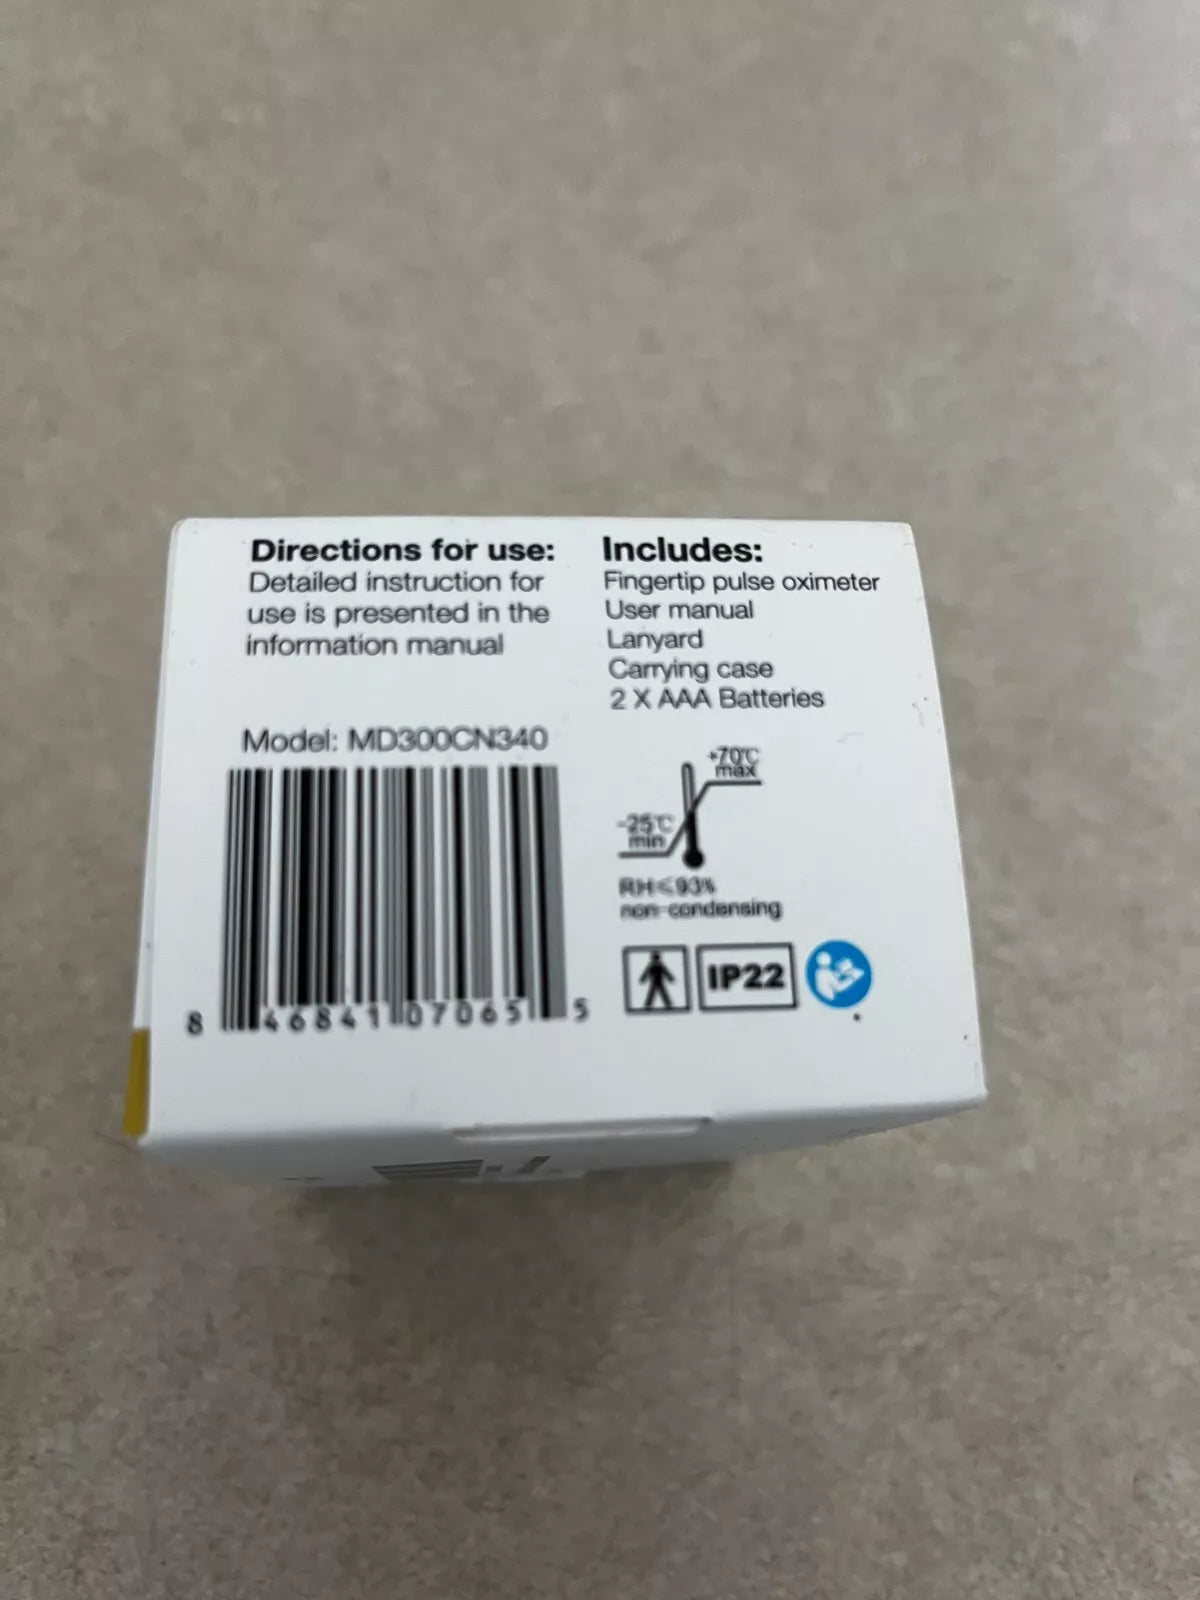 Directions for use:
Detailed instruction for
use is presented in the
information manual
Model: MD300CN340
8 46841 07065 5
Includes:
Fingertip pulse oximeter
User manual
Lanyard
Carrying case
2 X AAA Batteries
+70℃
max
-25℃
min
RH≤93%
non-condensing
IP22